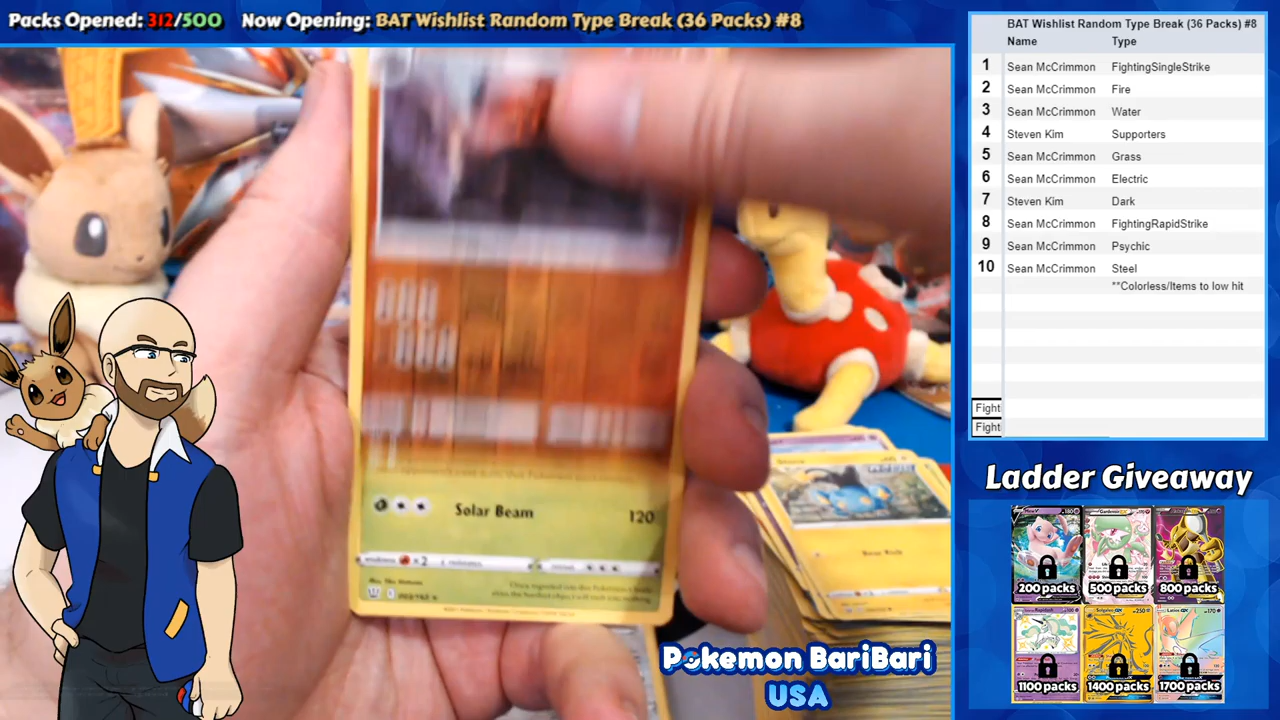 Packs Opened: 312/500 Now Opening: BAT Wishlist Random Type Break (36 Packs) #8
BAT Wishlist Random Type Break (36 Packs) #8
Name Type
1 Sean McCrimmon FightingSingleStrike
2 Sean McCrimmon Fire
3 Sean McCrimmon Water
4 Steven Kim Supporters
5 Sean McCrimmon Grass
6 Sean McCrimmon Electric
7 Steven Kim Dark
8 Sean McCrimmon FightingRapidStrike
9 Sean McCrimmon Psychic
10 Sean McCrimmon Steel
**Colorless/Items to low hit
Fight
Fight
Solar Beam 120
×2
Ladder Giveaway
200 packs 500 packs 800 packs
1100 packs 1400 packs 1700 packs
Pokemon BariBari
USA